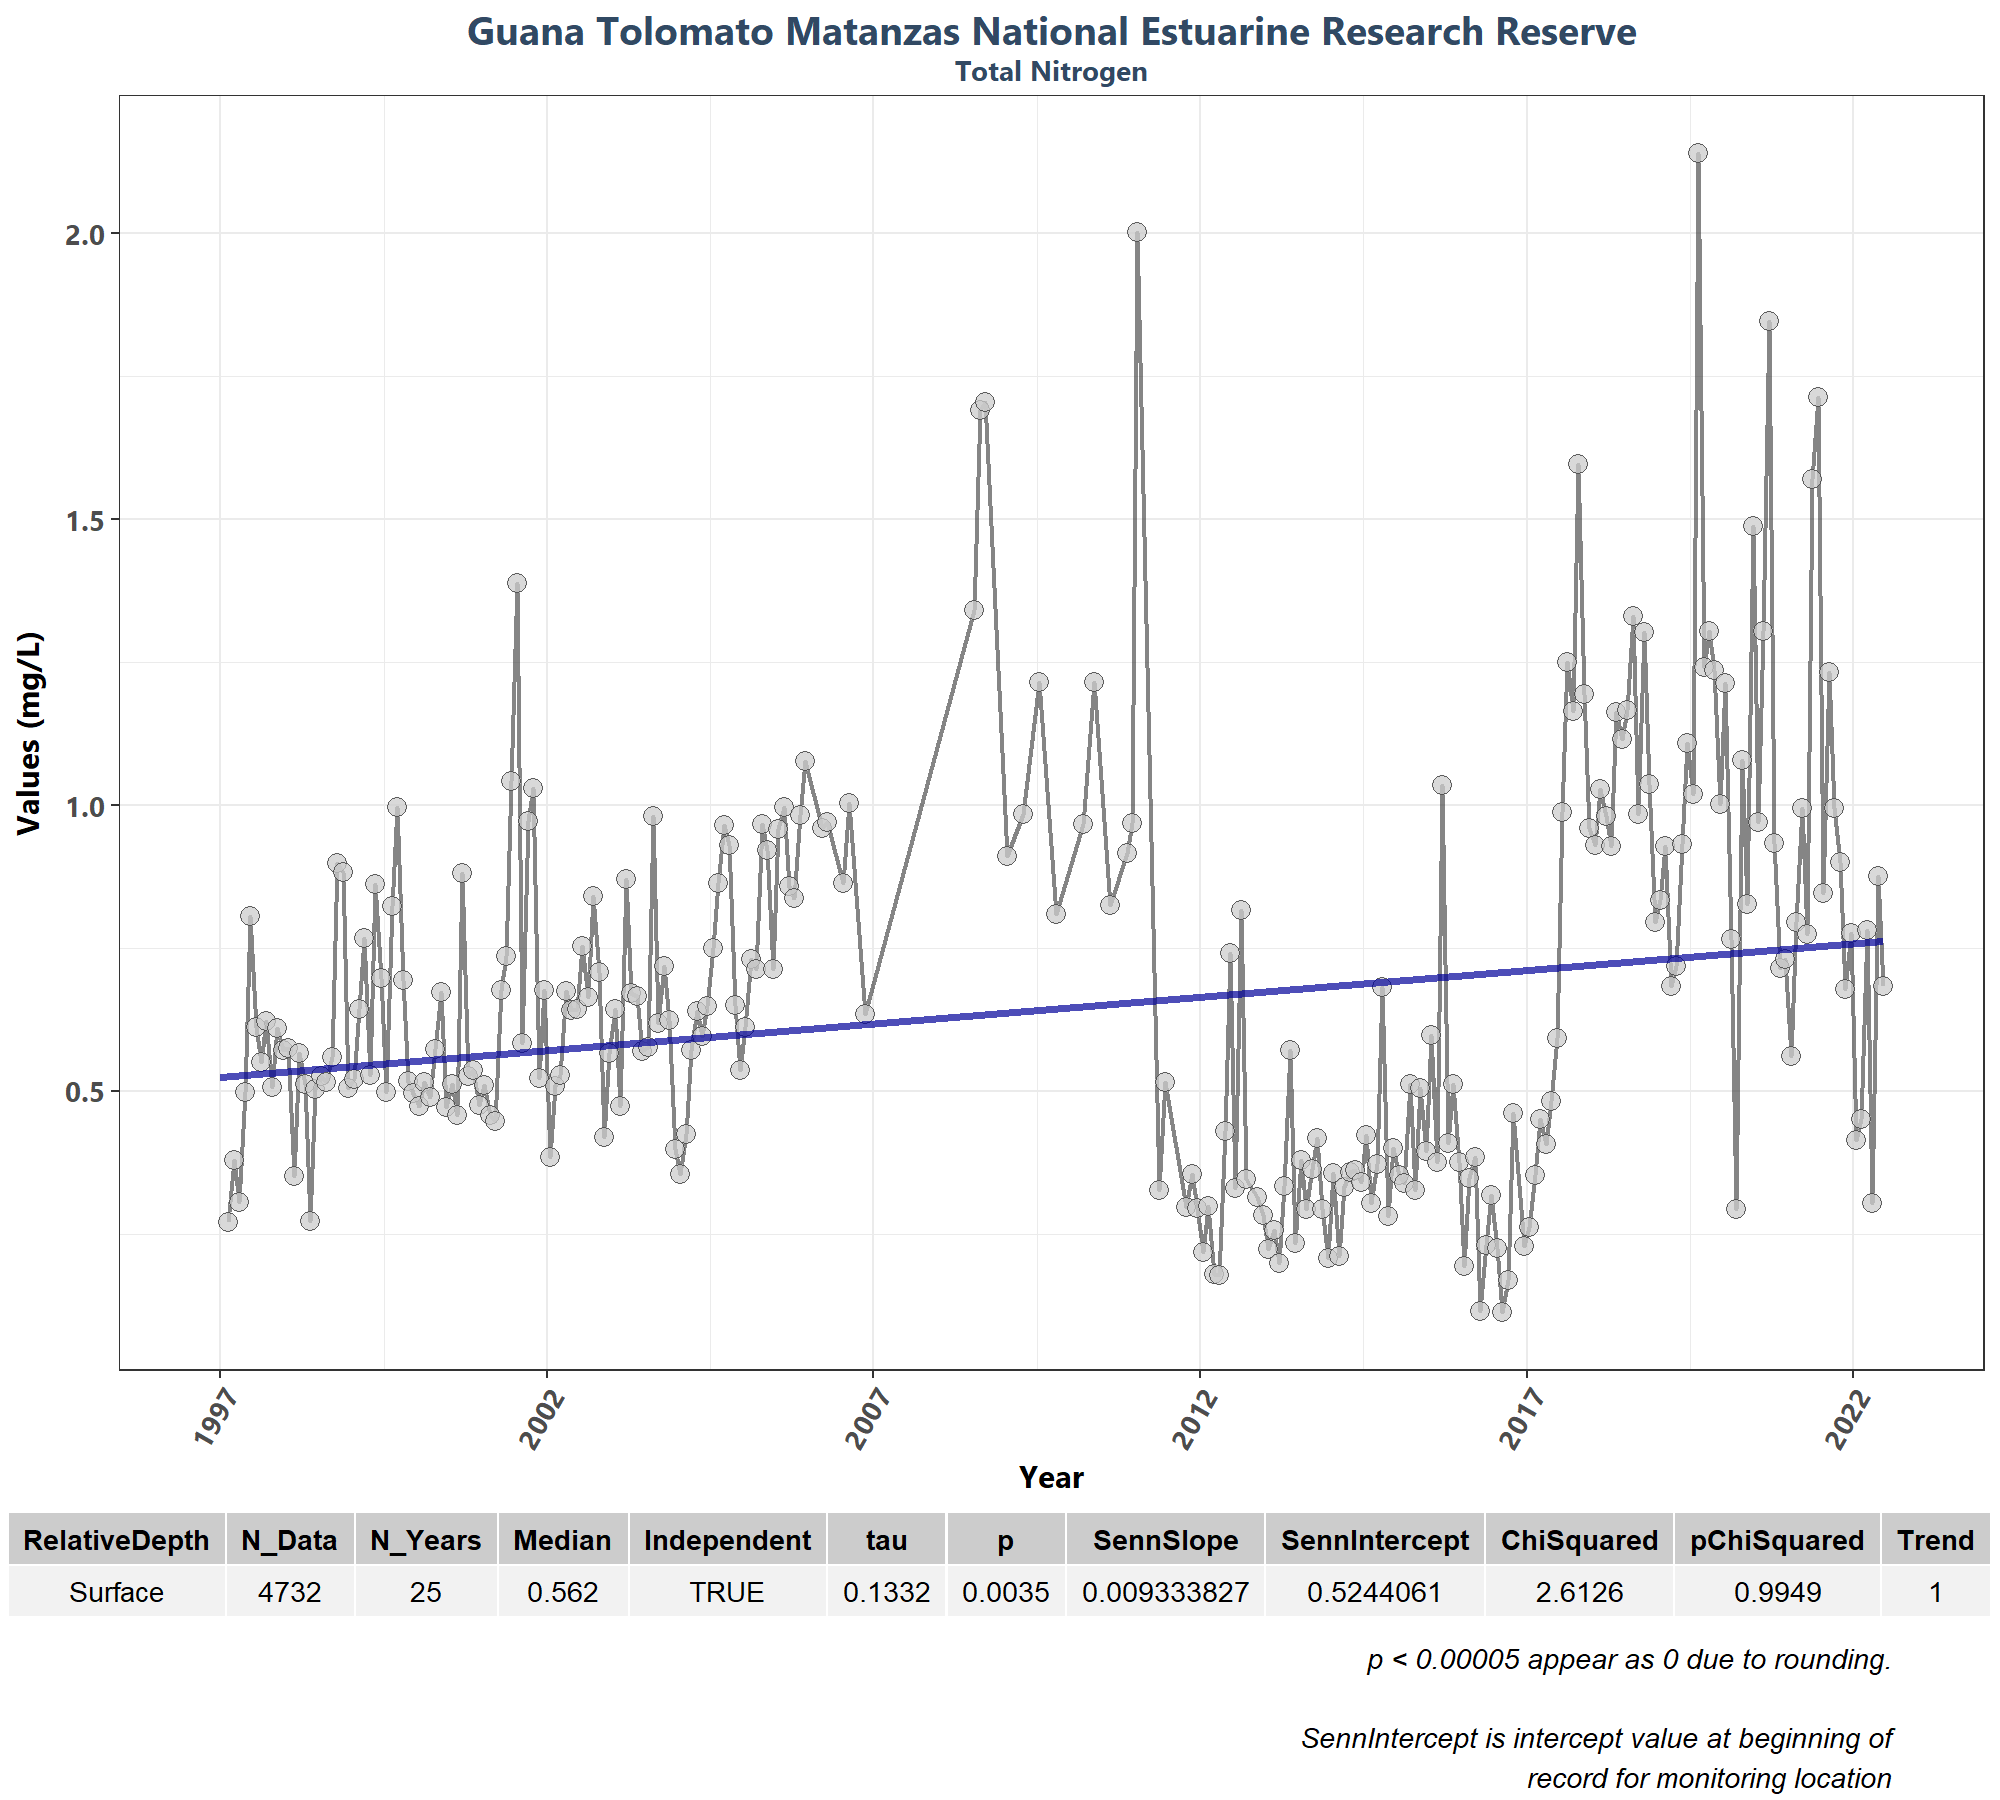 Guana Tolomato Matanzas National Estuarine Research Reserve
Total Nitrogen
Values (mg/L)
2.0
1.5
1.0
0.5
1997 2002 2007 2012 2017 2022
Year
RelativeDepth N_Data N_Years Median Independent tau p SennSlope SennIntercept ChiSquared pChiSquared Trend
Surface 4732 25 0.562 TRUE 0.1332 0.0035 0.009333827 0.5244061 2.6126 0.9949 1
p < 0.00005 appear as 0 due to rounding.
SennIntercept is intercept value at beginning of
record for monitoring location